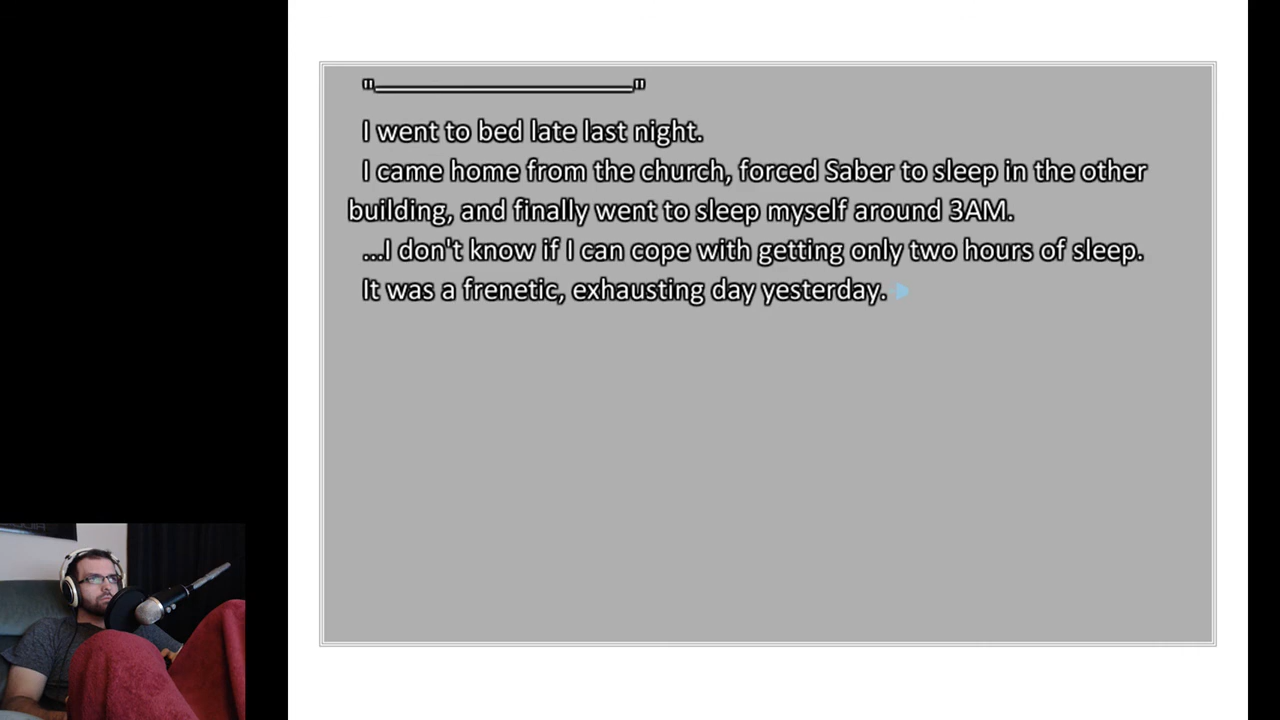 "――――――――――――"
I went to bed late last night.
I came home from the church, forced Saber to sleep in the other
building, and finally went to sleep myself around 3AM.
...I don't know if I can cope with getting only two hours of sleep.
It was a frenetic, exhausting day yesterday.